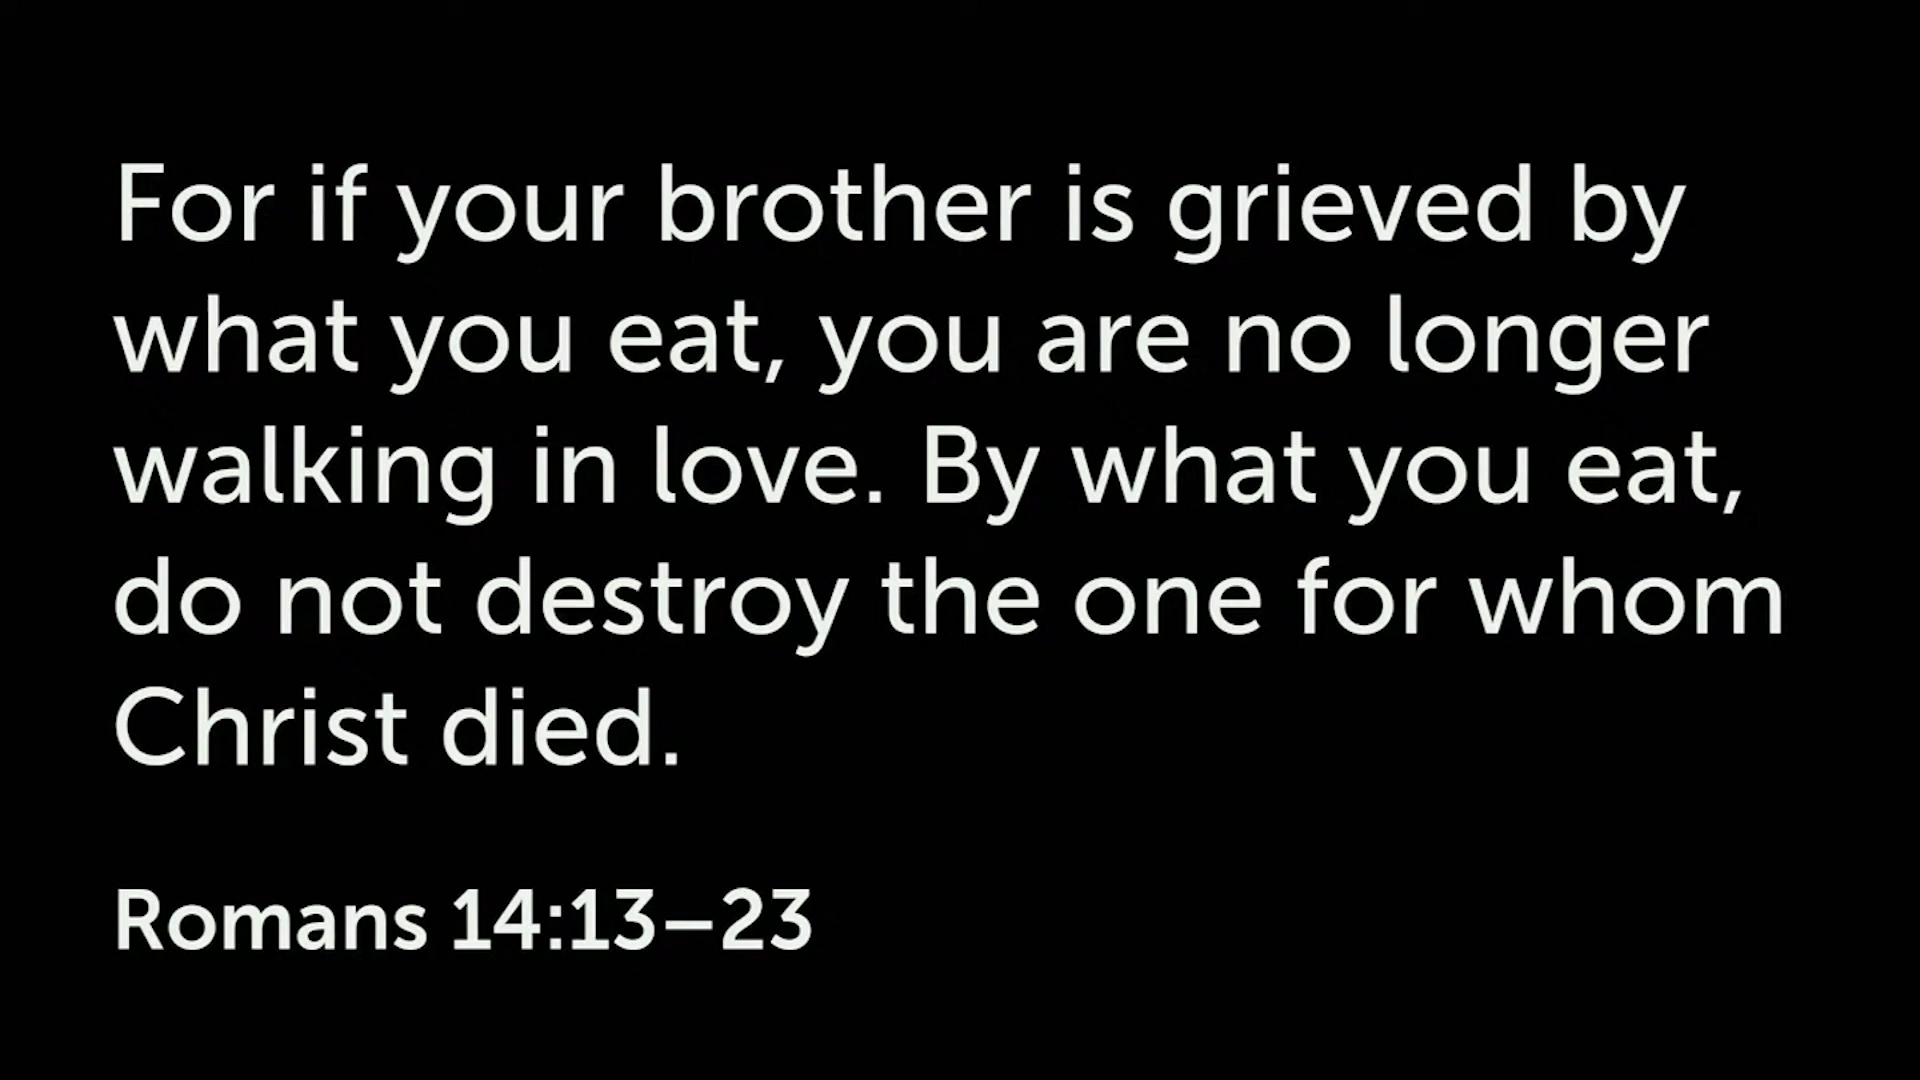 For if your brother is grieved by
what you eat, you are no longer
walking in love. By what you eat,
do not destroy the one for whom
Christ died.
Romans 14:13–23